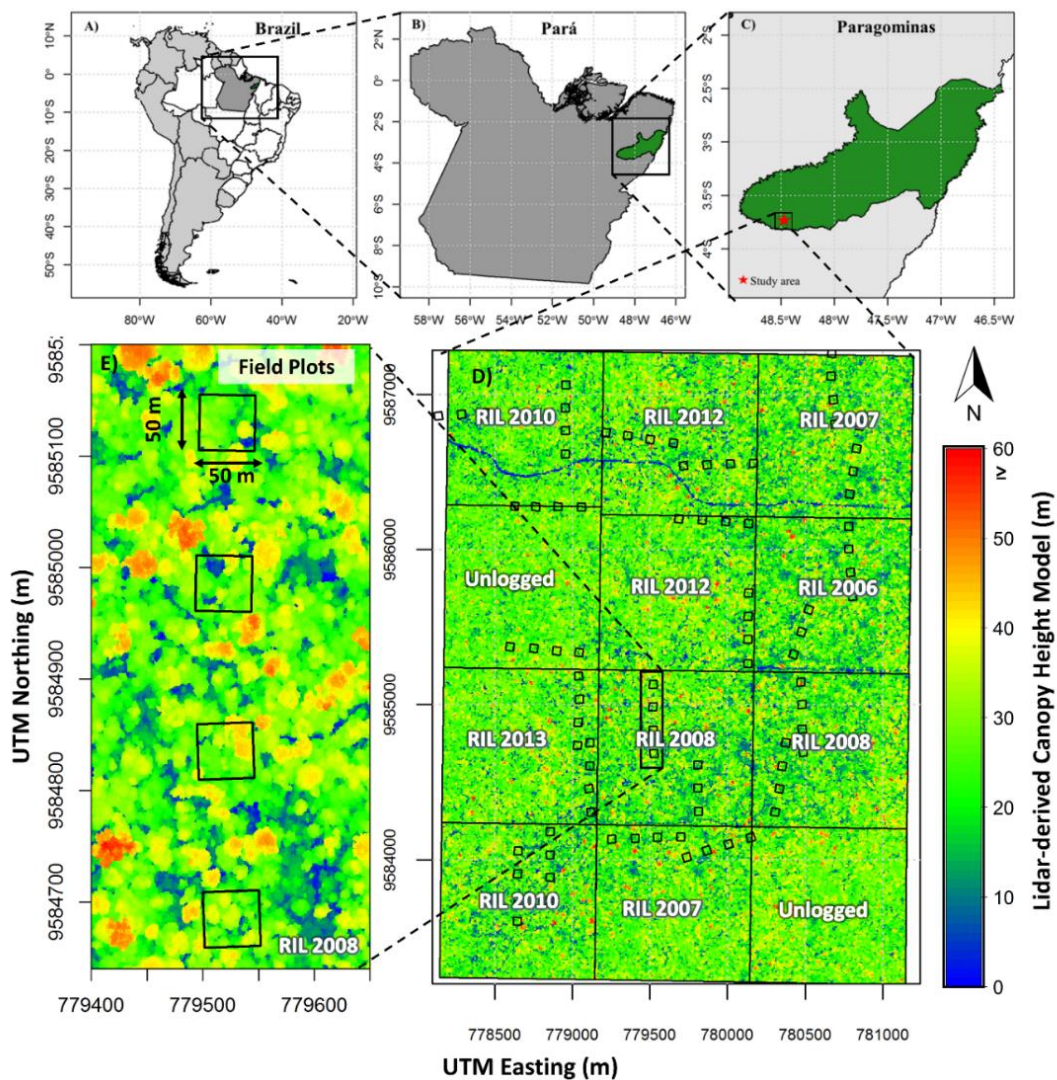 A)
Brazil
10°N
0°
10°S
20°S
30°S
40°S
50°S
80°W
60°W
40°W
20°W
B)
Pará
2°N
0°
2°S
4°S
6°S
8°S
10°S
58°W
56°W
54°W
52°W
50°W
48°W
46°W
C)
Paragominas
2°S
2.5°S
3°S
3.5°S
4°S
Study area
48.5°W
48°W
47.5°W
47°W
46.5°W
E)
Field Plots
50 m
50 m
RIL 2008
9585100
9585000
9584900
9584800
9584700
779400
779500
779600
UTM Northing (m)
D)
RIL 2010
RIL 2012
RIL 2007
Unlogged
RIL 2012
RIL 2006
RIL 2013
RIL 2008
RIL 2008
RIL 2010
RIL 2007
Unlogged
9587000
9586000
9585000
9584000
778500
779000
779500
780000
780500
781000
UTM Easting (m)
N
60
≥
50
40
30
20
10
0
Lidar-derived Canopy Height Model (m)